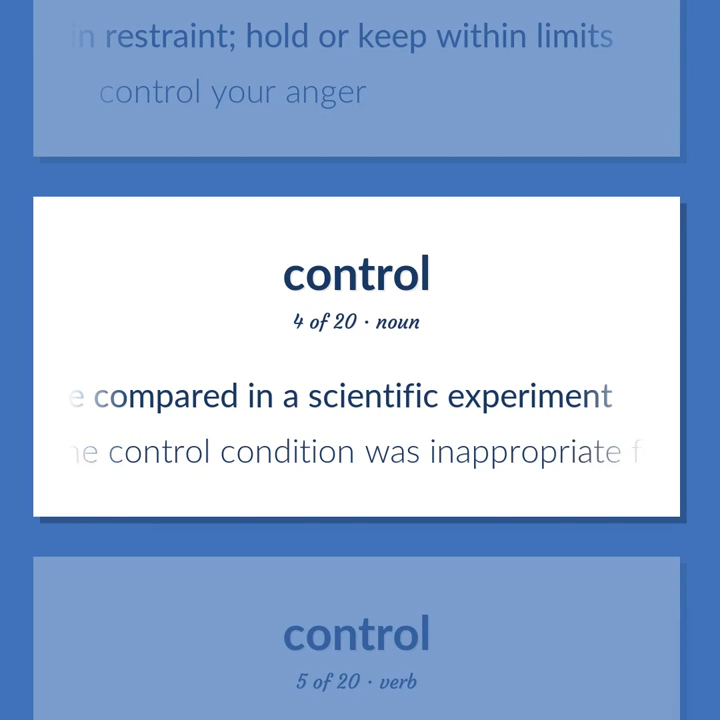 in restraint; hold or keep within limits
control your anger
control
4 of 20 · noun
compared in a scientific experiment
control condition was inappropriate
control
5 of 20 · verb